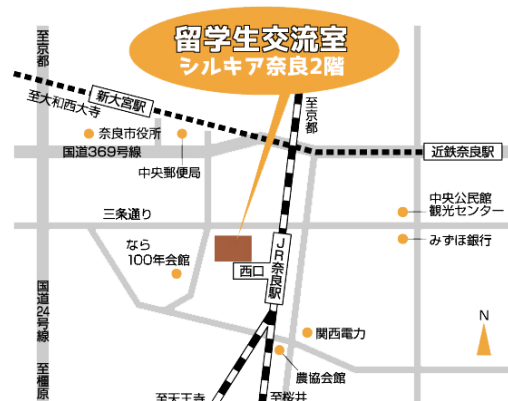 留学生交流室
シルキア奈良2階
至京都
至京都
新大宮駅
至大和西大寺
奈良市役所
国道369号線
中央郵便局
近鉄奈良駅
三条通り
中央公民館
観光センター
みずほ銀行
なら
100年会館
西口
JR奈良駅
国道24号線
関西電力
農協会館
N
至橿原
至天王寺
至桜井